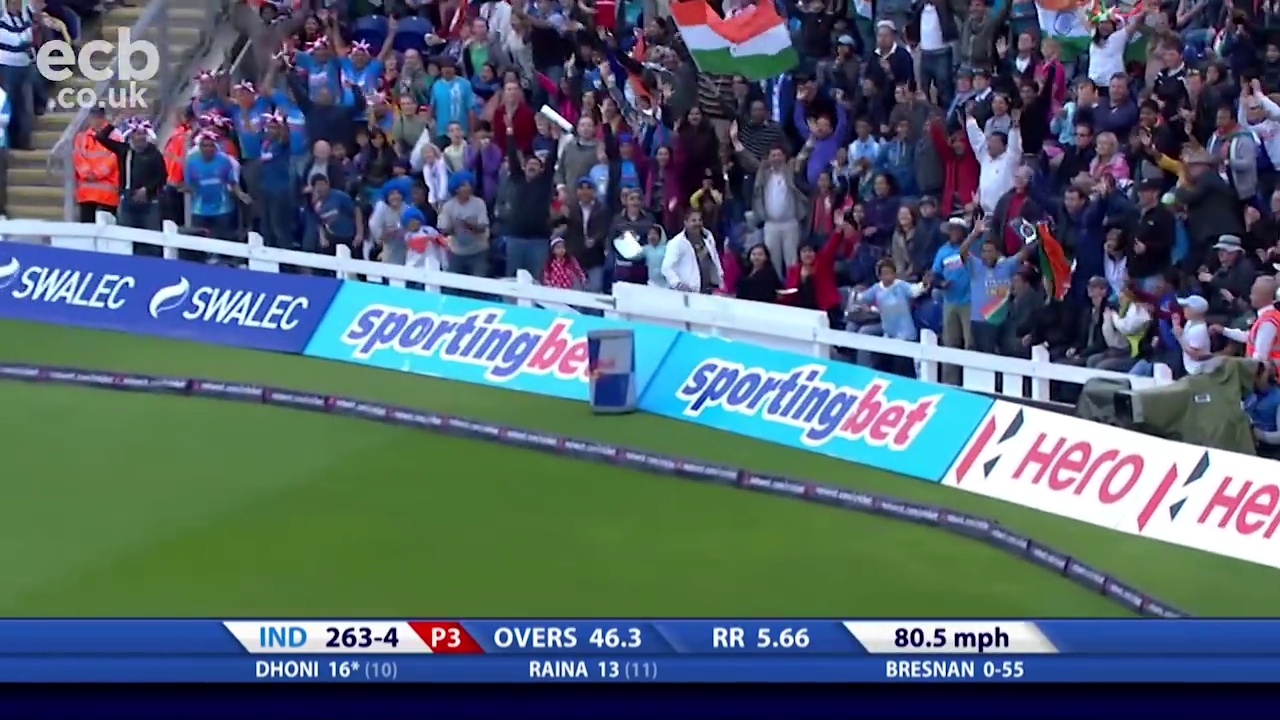 ecb
.co.uk
SWALEC SWALEC
sportingbet
sportingbet
Hero
IND 263-4 P3 OVERS 46.3 RR 5.66 80.5 mph
DHONI 16* (10) RAINA 13 (11) BRESNAN 0-55